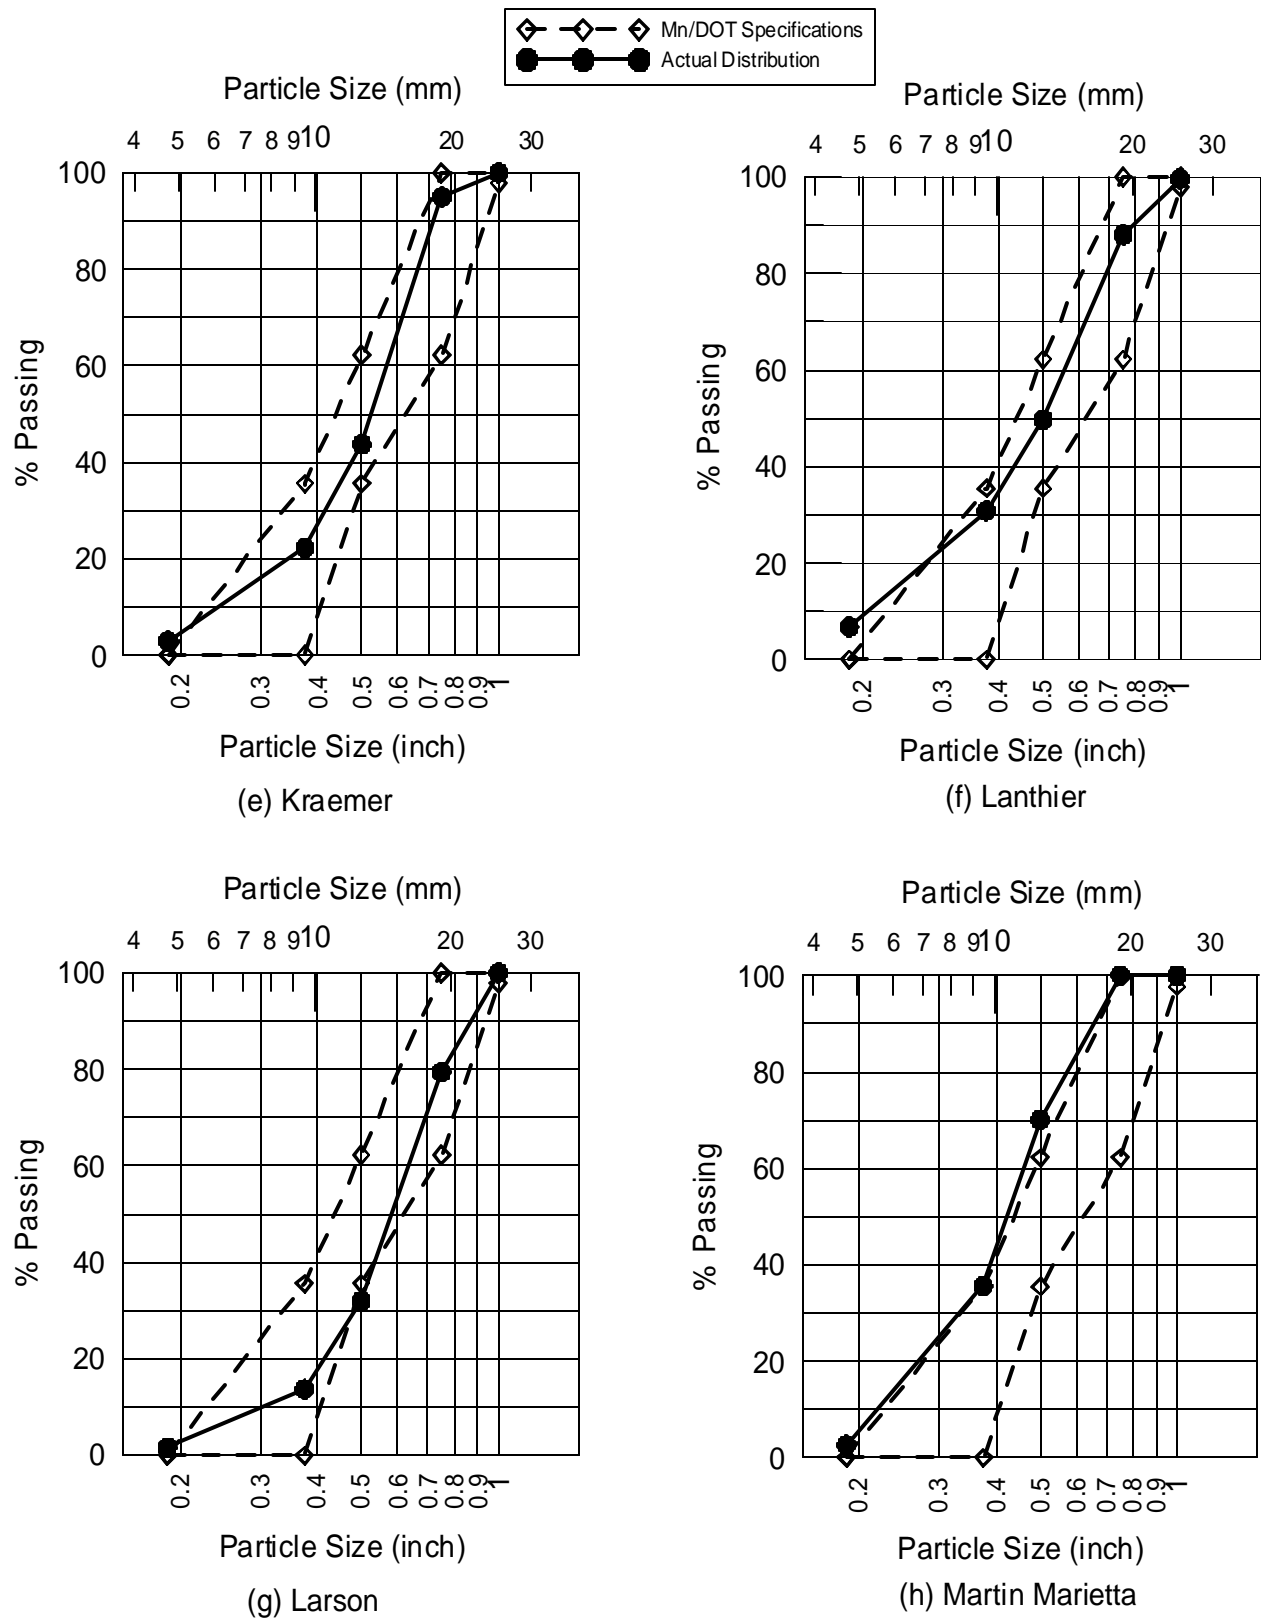 Mn/DOT Specifications
Actual Distribution
Particle Size (mm)
4 5 6 7 8 9 10 20 30
100
80
60
40
20
0
% Passing
0.2 0.3 0.4 0.5 0.6 0.7 0.8 0.9 1
Particle Size (inch)
(e) Kraemer
Particle Size (mm)
4 5 6 7 8 9 10 20 30
100
80
60
40
20
0
% Passing
0.2 0.3 0.4 0.5 0.6 0.7 0.8 0.9 1
Particle Size (inch)
(f) Lanthier
Particle Size (mm)
4 5 6 7 8 9 10 20 30
100
80
60
40
20
0
% Passing
0.2 0.3 0.4 0.5 0.6 0.7 0.8 0.9 1
Particle Size (inch)
(g) Larson
Particle Size (mm)
4 5 6 7 8 9 10 20 30
100
80
60
40
20
0
% Passing
0.2 0.3 0.4 0.5 0.6 0.7 0.8 0.9 1
Particle Size (inch)
(h) Martin Marietta